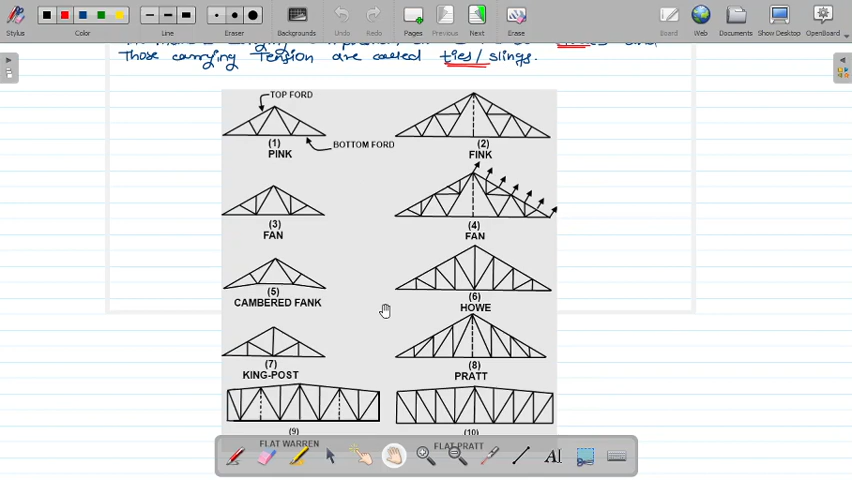 Stylus
Color
Line
Eraser
Backgrounds
Undo
Redo
Pages
Previous
Next
Erase
Board
Web
Documents
Show Desktop
OpenBoard
Those carrying Tension are called ties/slings.
TOP FORD
BOTTOM FORD
(1)
PINK
(2)
FINK
(3)
FAN
(4)
FAN
(5)
CAMBERED FANK
(6)
HOWE
(7)
KING-POST
(8)
PRATT
(9)
FLAT WARREN
(10)
FLAT PRATT